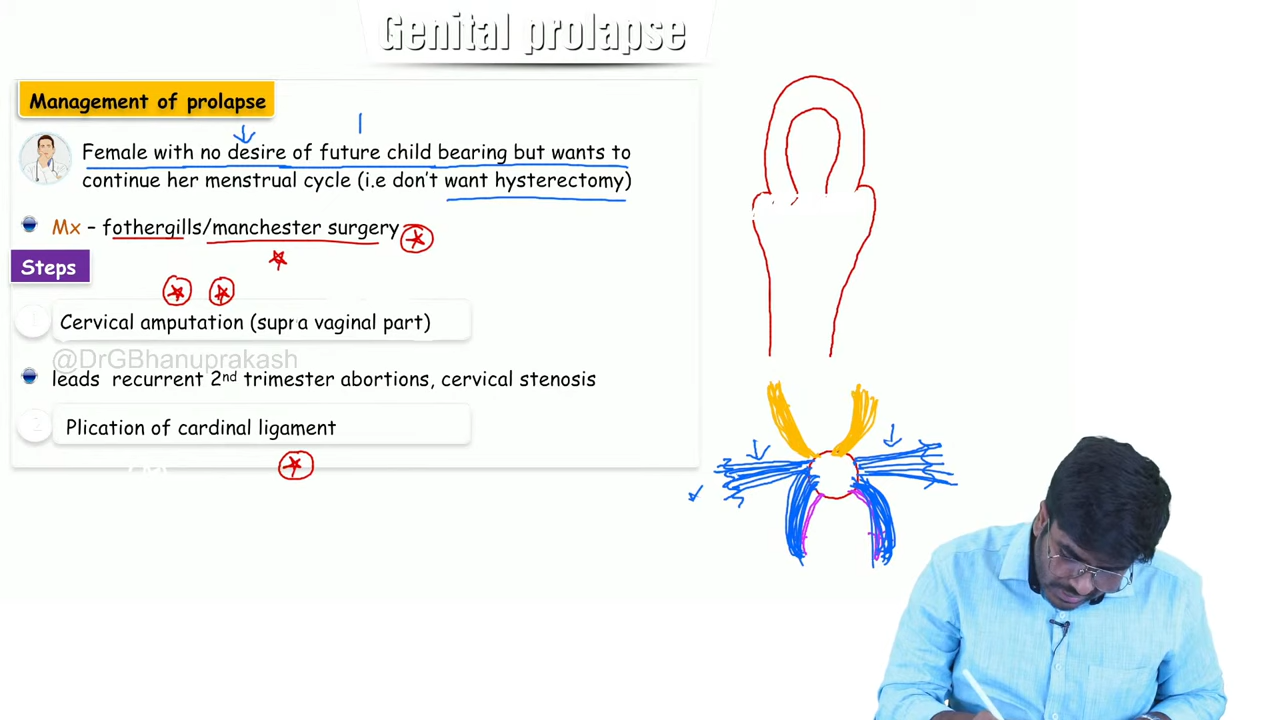 Genital prolapse
Management of prolapse
Female with no desire of future child bearing but wants to
continue her menstrual cycle (i.e don't want hysterectomy)
Mx – fothergills/manchester surgery
Steps
1
Cervical amputation (supra vaginal part)
@DrGBhanuprakash
leads recurrent 2nd trimester abortions, cervical stenosis
2
Plication of cardinal ligament